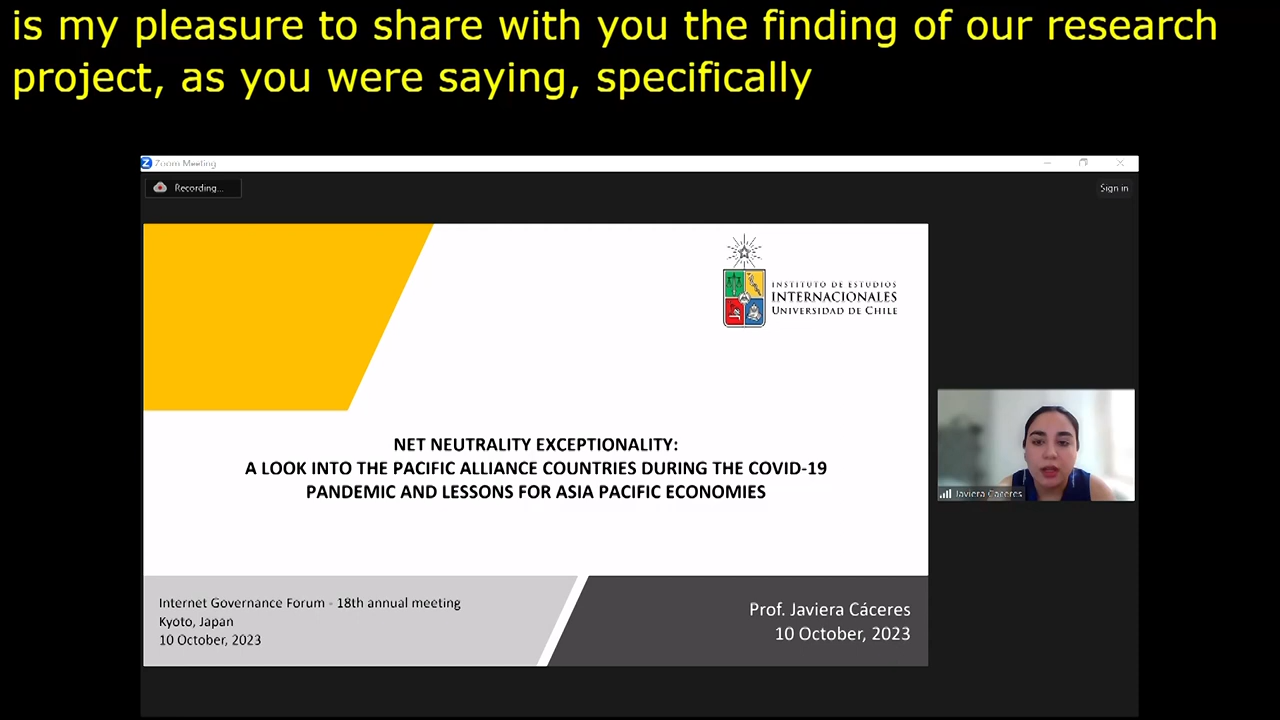 is my pleasure to share with you the finding of our research
project, as you were saying, specifically
Zoom Meeting
Recording...
Sign in
INSTITUTO DE ESTUDIOS
INTERNACIONALES
UNIVERSIDAD DE CHILE
NET NEUTRALITY EXCEPTIONALITY:
A LOOK INTO THE PACIFIC ALLIANCE COUNTRIES DURING THE COVID-19
PANDEMIC AND LESSONS FOR ASIA PACIFIC ECONOMIES
Javiera Cáceres
Internet Governance Forum - 18th annual meeting
Kyoto, Japan
10 October, 2023
Prof. Javiera Cáceres
10 October, 2023